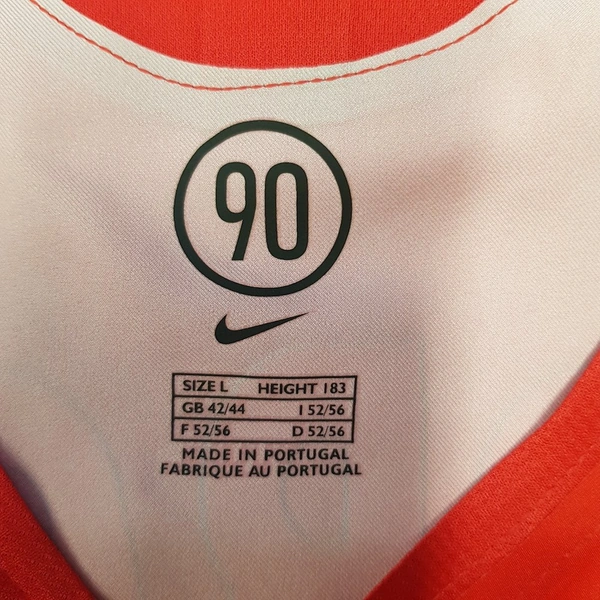 90
SIZE L HEIGHT 183
GB 42/44 I 52/56
F 52/56 D 52/56
MADE IN PORTUGAL
FABRIQUE AU PORTUGAL